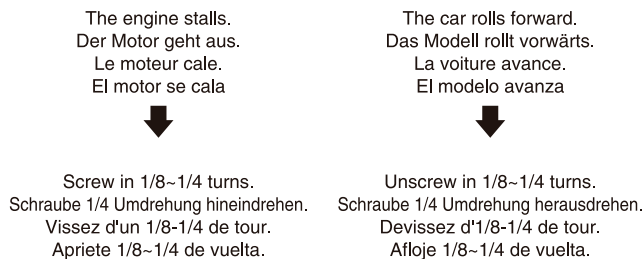 The engine stalls.
Der Motor geht aus.
Le moteur cale.
El motor se cala
Screw in 1/8~1/4 turns.
Schraube 1/4 Umdrehung hineindrehen.
Vissez d'un 1/8-1/4 de tour.
Apriete 1/8~1/4 de vuelta.
The car rolls forward.
Das Modell rollt vorwärts.
La voiture avance.
El modelo avanza
Unscrew in 1/8~1/4 turns.
Schraube 1/4 Umdrehung herausdrehen.
Devissez d'1/8-1/4 de tour.
Afloje 1/8~1/4 de vuelta.